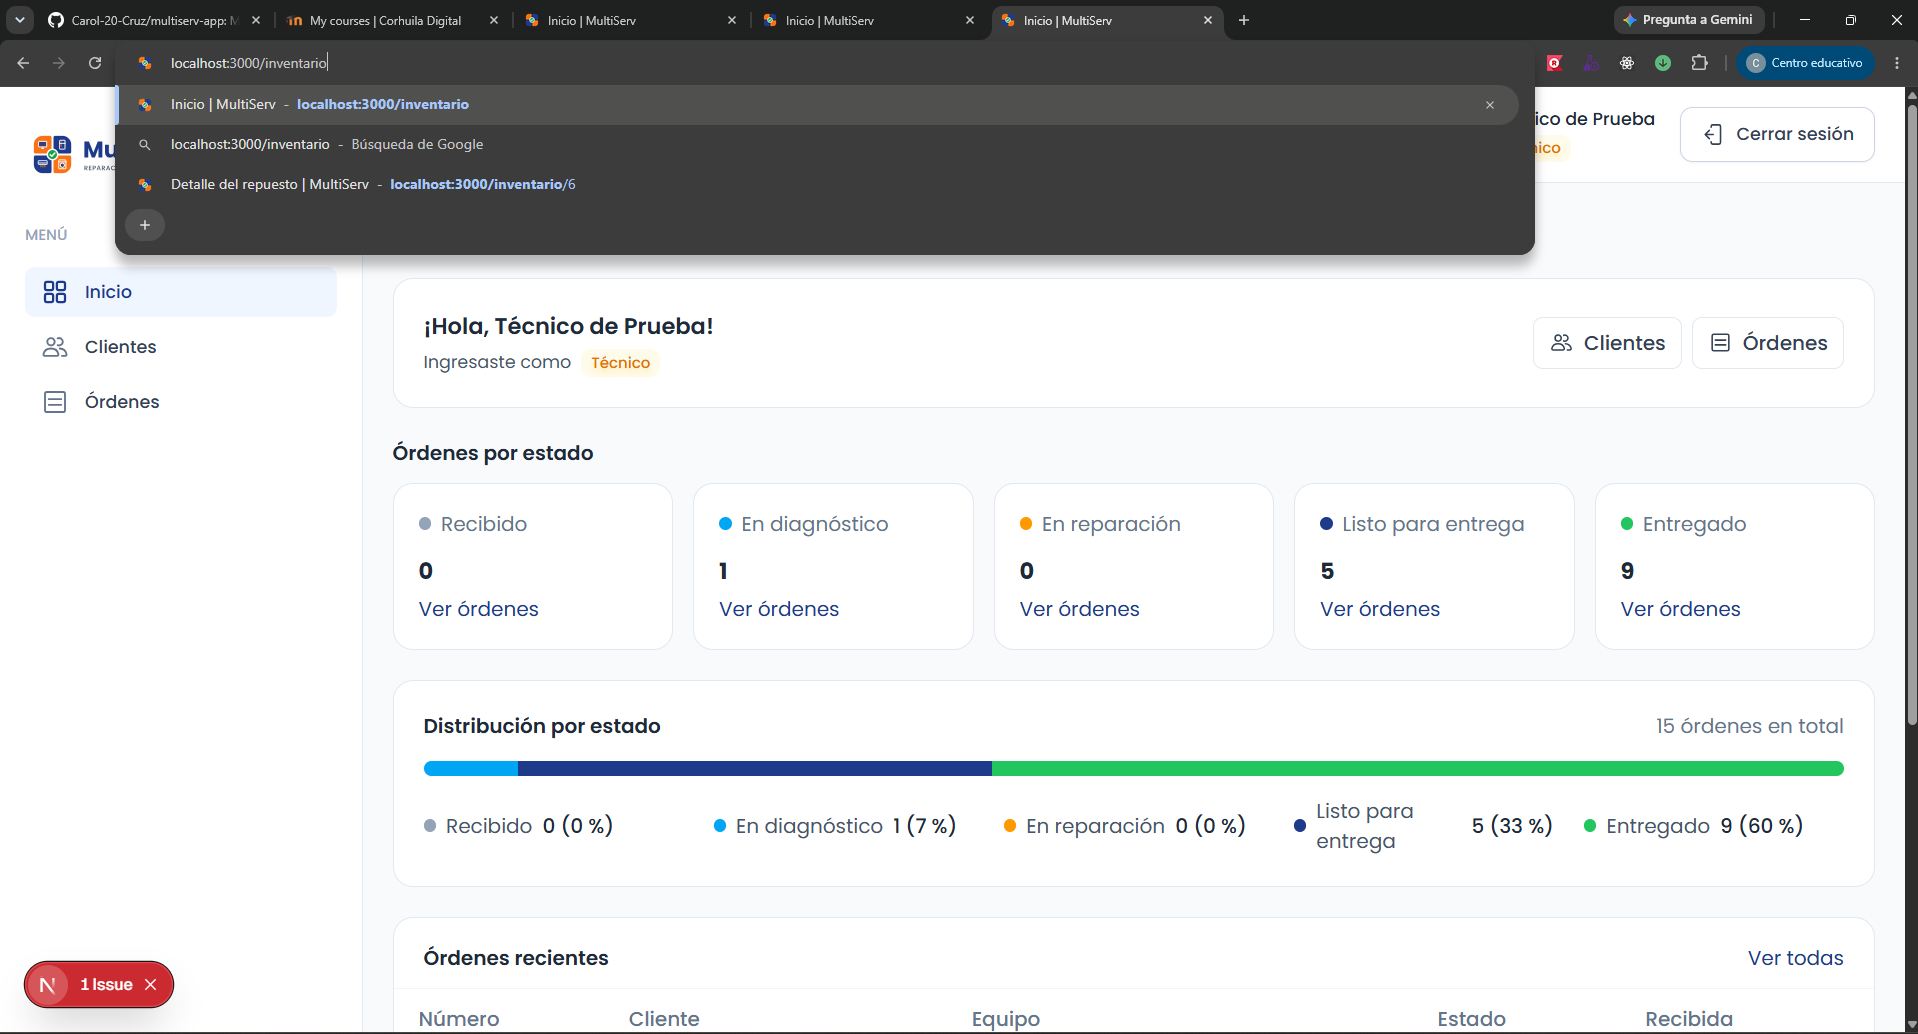 Carol-20-Cruz/multiserv-app: M
My courses | Corhuila Digital
Inicio | MultiServ
Inicio | MultiServ
Inicio | MultiServ
Pregunta a Gemini
localhost:3000/inventario
C Centro educativo
Inicio | MultiServ - localhost:3000/inventario
localhost:3000/inventario - Búsqueda de Google
Detalle del repuesto | MultiServ - localhost:3000/inventario/6
Mu
REPARAC
ico de Prueba
nico
Cerrar sesión
MENÚ
Inicio
Clientes
Órdenes
¡Hola, Técnico de Prueba!
Ingresaste como Técnico
Clientes
Órdenes
Órdenes por estado
Recibido
0
Ver órdenes
En diagnóstico
1
Ver órdenes
En reparación
0
Ver órdenes
Listo para entrega
5
Ver órdenes
Entregado
9
Ver órdenes
Distribución por estado
15 órdenes en total
Recibido 0 (0 %)
En diagnóstico 1 (7 %)
En reparación 0 (0 %)
Listo para
entrega
5 (33 %)
Entregado 9 (60 %)
Órdenes recientes
Ver todas
Número Cliente Equipo Estado Recibida
N 1 Issue